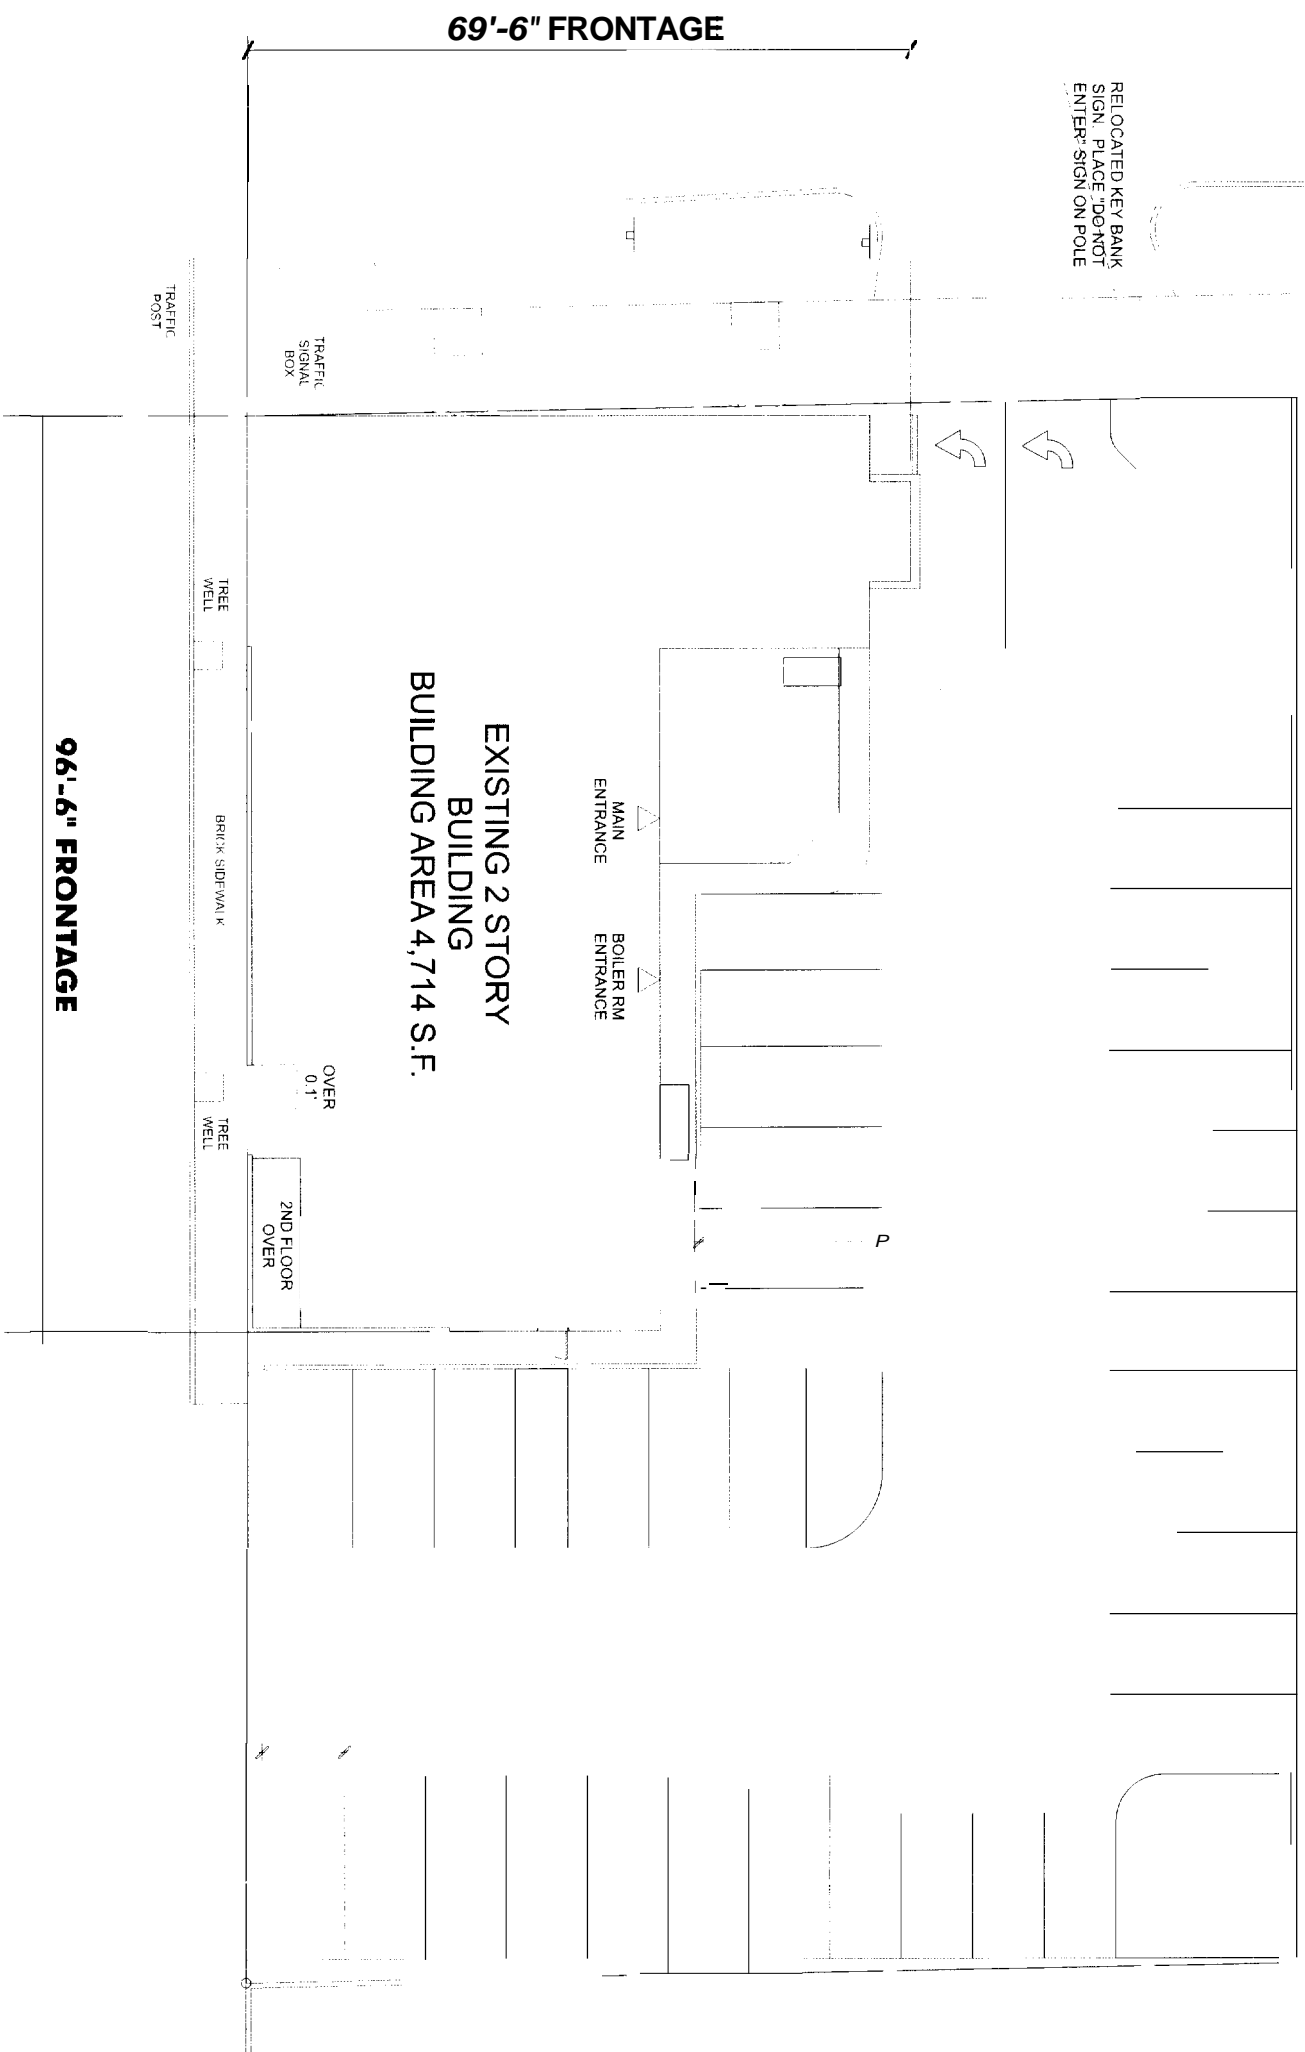 69'-6" FRONTAGE
RELOCATED KEY BANK
SIGN. PLACE "DO NOT
ENTER" SIGN ON POLE
TRAFFIC
POST
TRAFFIC
SIGNAL
BOX
TREE
WELL
EXISTING 2 STORY
BUILDING
BUILDING AREA 4,714 S.F.
MAIN
ENTRANCE
BOILER RM
ENTRANCE
96'-6" FRONTAGE
BRICK SIDEWALK
OVER
0.1'
TREE
WELL
2ND FLOOR
OVER
P